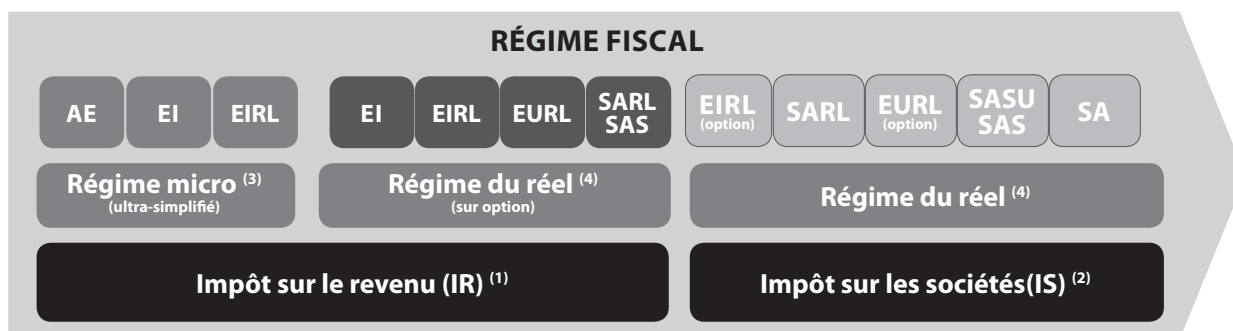 RÉGIME FISCAL
AE
EI
EIRL
EI
EIRL
EURL
SARL
SAS
EIRL
(option)
SARL
EURL
(option)
SASU
SAS
SA
Régime micro (3)
(ultra-simplifié)
Régime du réel (4)
(sur option)
Régime du réel (4)
Impôt sur le revenu (IR) (1)
Impôt sur les sociétés(IS) (2)